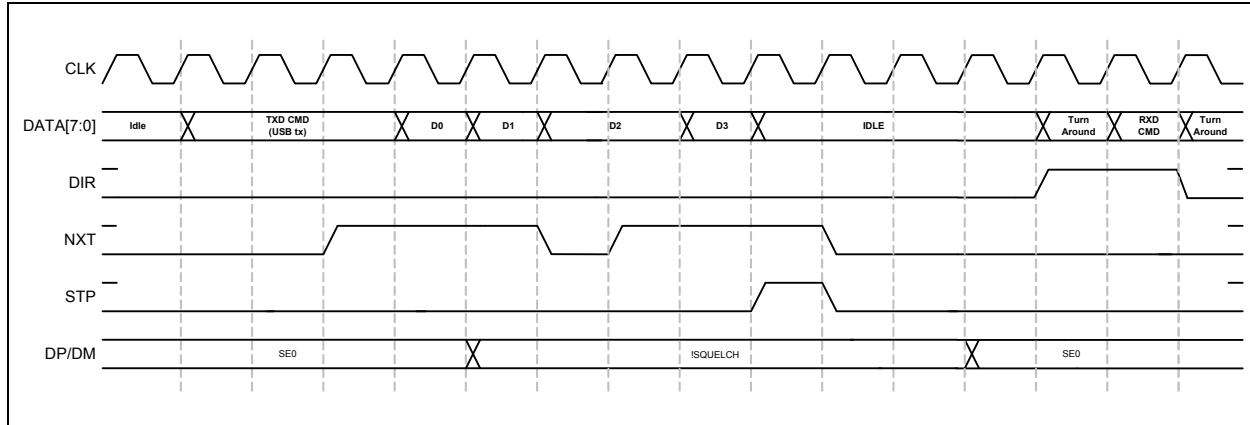 CLK
DATA[7:0]
Idle
TXD CMD
(USB tx)
D0
D1
D2
D3
IDLE
Turn
Around
RXD
CMD
Turn
Around
DIR
NXT
STP
DP/DM
SE0
!SQUELCH
SE0